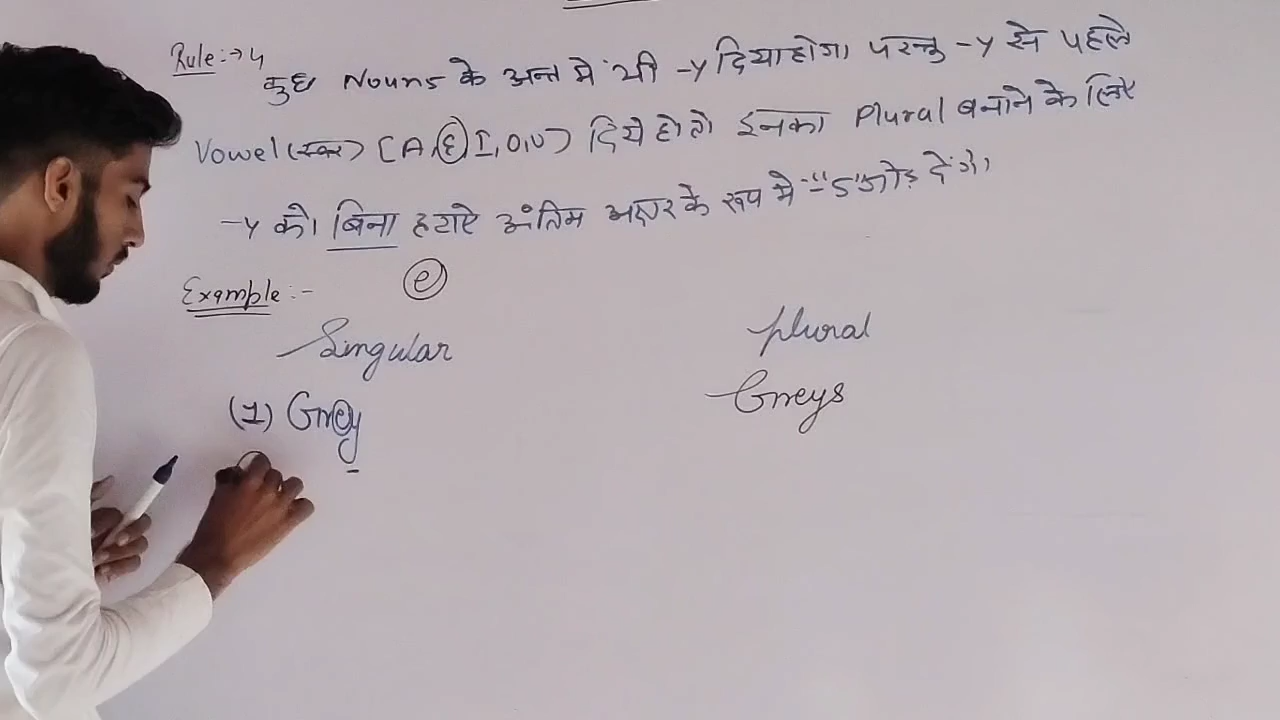 Rule:→ 4
कुछ Nouns के अन्त मे भी -Y दिया होगा परन्तु -Y से पहले
Vowel (स्वर) [A, E, I, O, U] दिये हो तो इनका Plural बनाने के लिए
-Y को। बिना हटाऐ अंतिम अक्षर के रूप मे -"S" जोड़ देंगे।
Example:- e
Singular plural
(1) Grey Greys